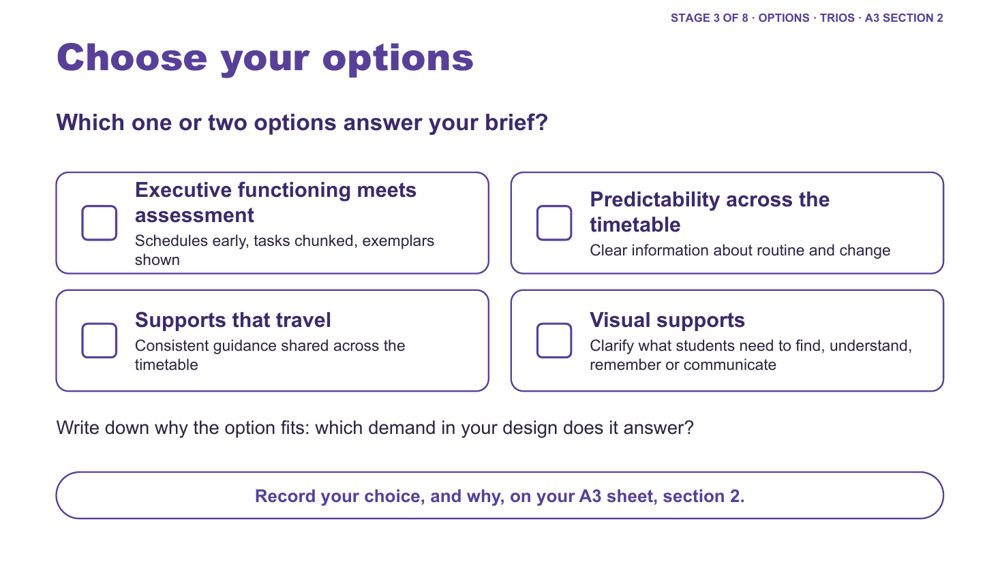 STAGE 3 OF 8 · OPTIONS · TRIOS · A3 SECTION 2
Choose your options
Which one or two options answer your brief?
Executive functioning meets
assessment
Schedules early, tasks chunked, exemplars
shown
Predictability across the
timetable
Clear information about routine and change
Supports that travel
Consistent guidance shared across the
timetable
Visual supports
Clarify what students need to find, understand,
remember or communicate
Write down why the option fits: which demand in your design does it answer?
Record your choice, and why, on your A3 sheet, section 2.